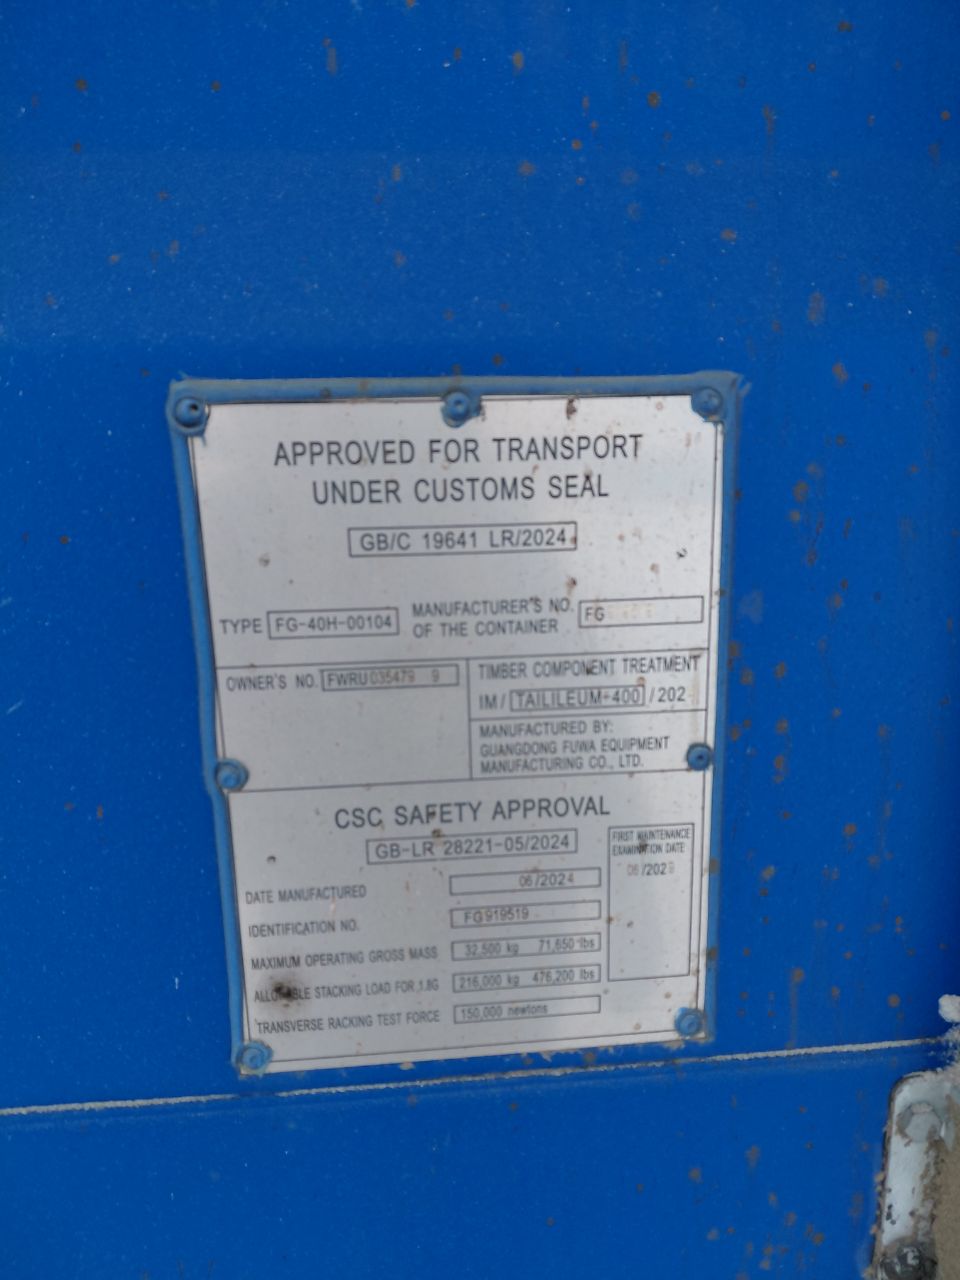 APPROVED FOR TRANSPORT
UNDER CUSTOMS SEAL
GB/C 19641 LR/2024
TYPE FG-40H-00104
MANUFACTURER'S NO.
OF THE CONTAINER
FG
OWNER'S NO. FWRU 035479 9
TIMBER COMPONENT TREATMENT
IM / TAILILEUM-400 / 202
MANUFACTURED BY:
GUANGDONG FUWA EQUIPMENT
MANUFACTURING CO., LTD.
CSC SAFETY APPROVAL
GB-LR 28221-05/2024
FIRST MAINTENANCE
EXAMINATION DATE
06/2029
DATE MANUFACTURED 06/2024
IDENTIFICATION NO. FG919519
MAXIMUM OPERATING GROSS MASS 32,500 kg 71,650 lbs
ALLOWABLE STACKING LOAD FOR 1.8G 216,000 kg 476,200 lbs
TRANSVERSE RACKING TEST FORCE 150,000 newtons